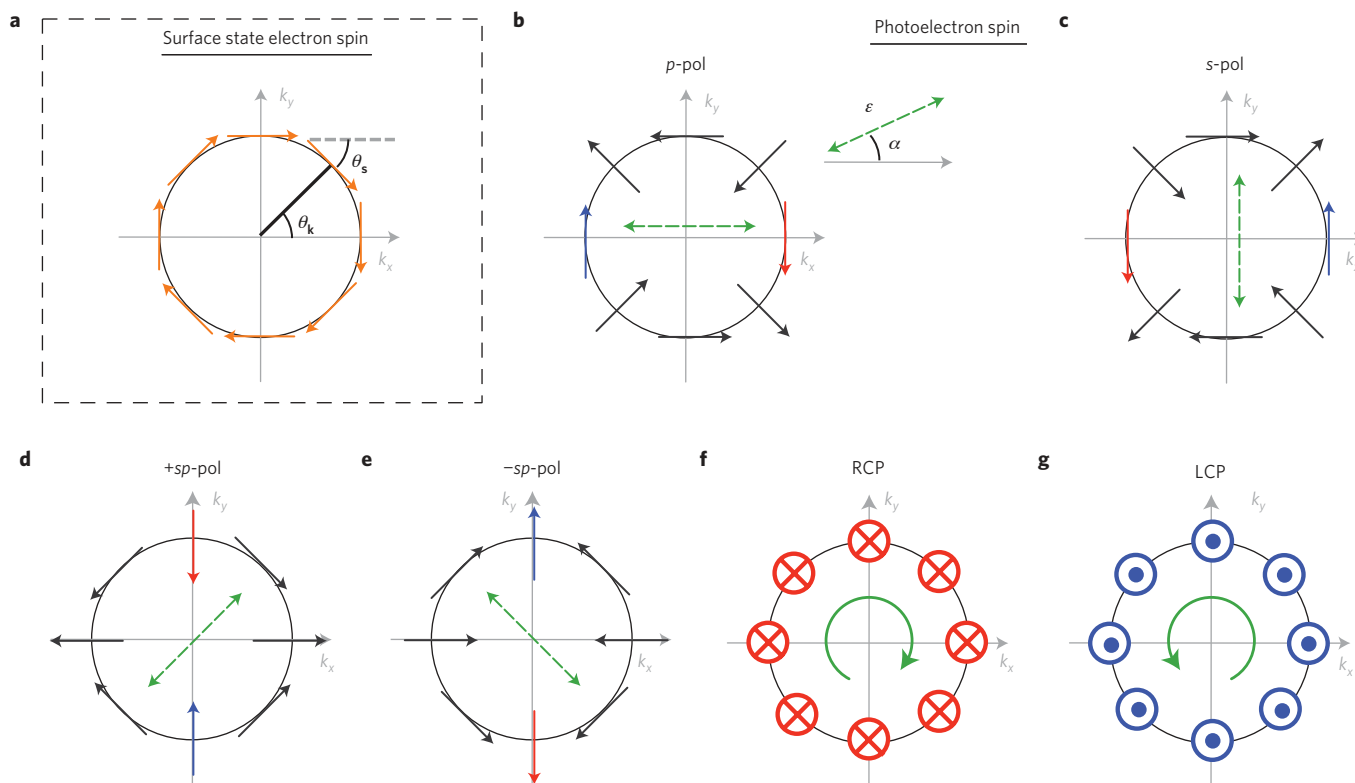 a
Surface state electron spin
k_y
θ_s
θ_k
k_x
b
Photoelectron spin
p-pol
k_y
ε
α
k_x
c
s-pol
k_y
k_x
d
+sp-pol
k_y
k_x
e
−sp-pol
k_y
k_x
f
RCP
k_y
k_x
g
LCP
k_y
k_x